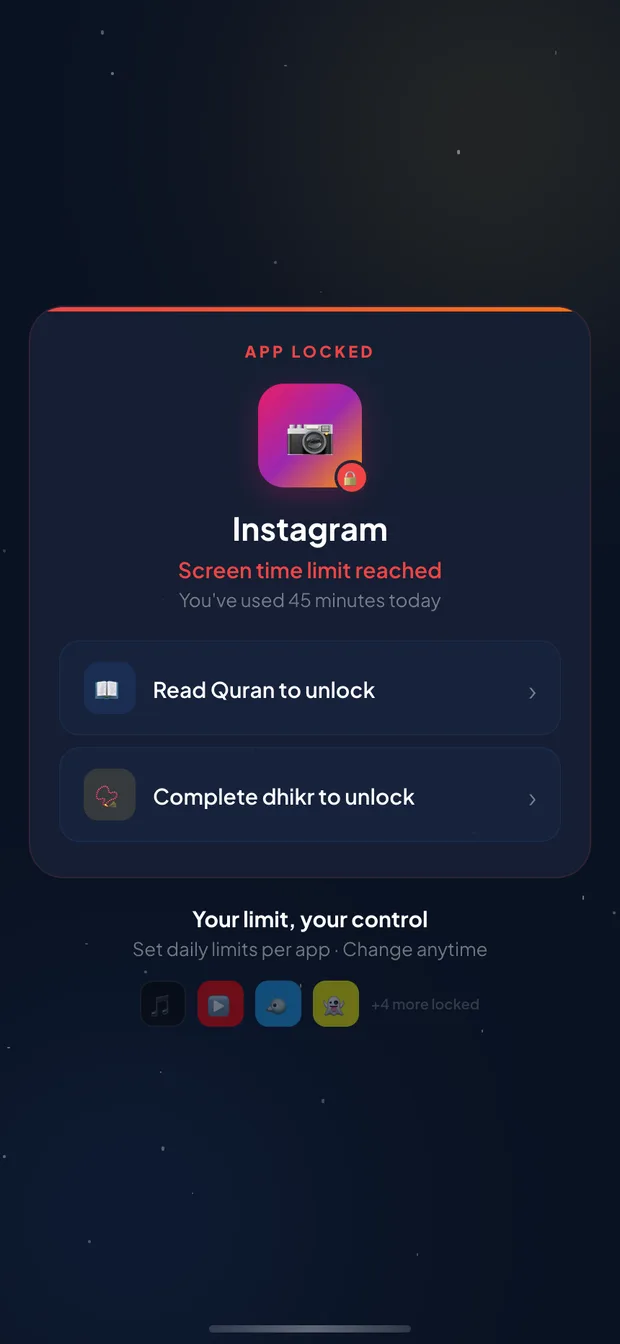 APP LOCKED
Instagram
Screen time limit reached
You've used 45 minutes today
Read Quran to unlock
Complete dhikr to unlock
Your limit, your control
Set daily limits per app · Change anytime
+4 more locked